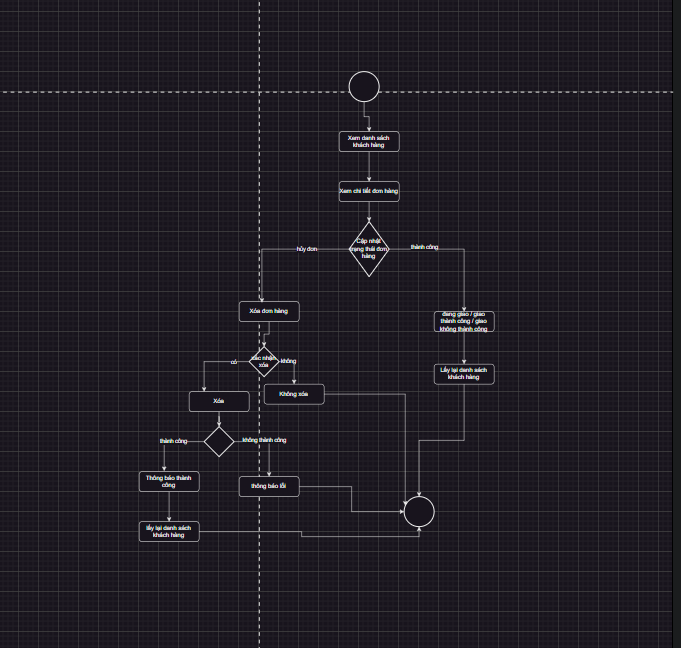 Xem danh sách
khách hàng
Xem chi tiết đơn hàng
Cập nhật
trạng thái đơn
hàng
hủy đơn
thành công
Xóa đơn hàng
đang giao / giao
thành công / giao
không thành công
xác nhận
xóa
có
không
Lấy lại danh sách
khách hàng
Xóa
Không xóa
thành công
không thành công
Thông báo thành
công
thông báo lỗi
lấy lại danh sách
khách hàng